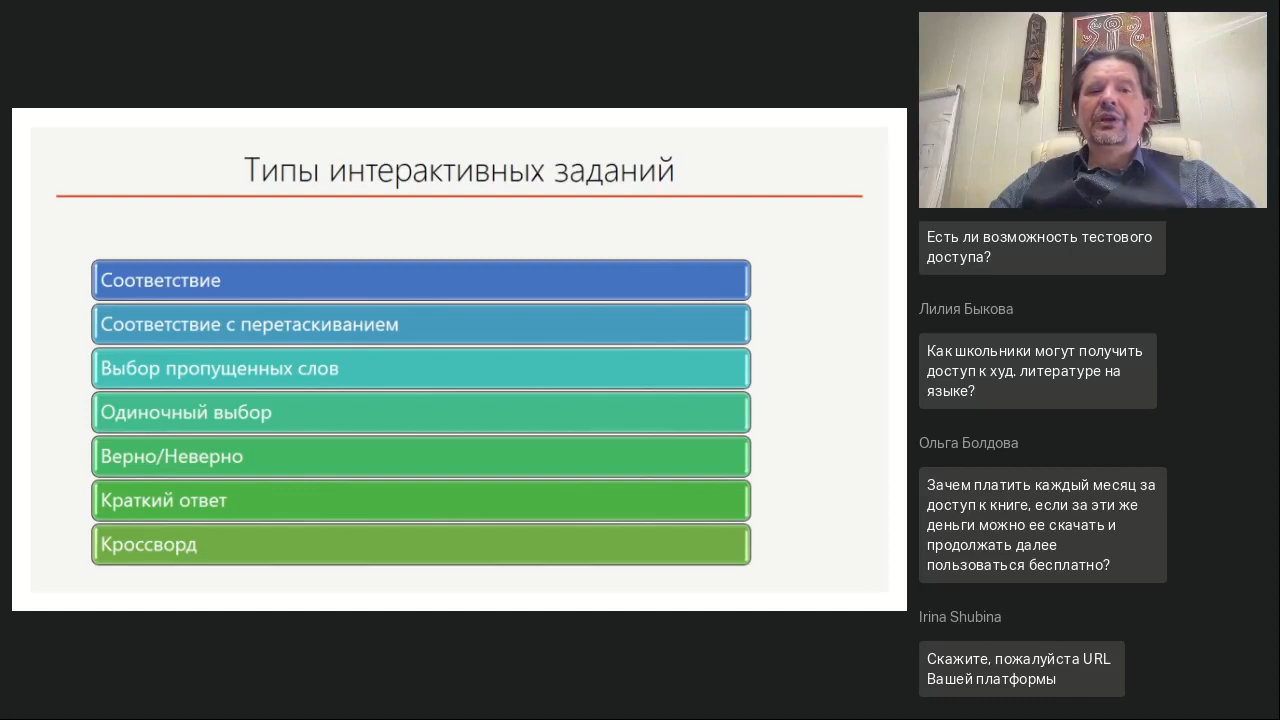 Типы интерактивных заданий
Соответствие
Соответствие с перетаскиванием
Выбор пропущенных слов
Одиночный выбор
Верно/Неверно
Краткий ответ
Кроссворд
Есть ли возможность тестового
доступа?
Лилия Быкова
Как школьники могут получить
доступ к худ. литературе на
языке?
Ольга Болдова
Зачем платить каждый месяц за
доступ к книге, если за эти же
деньги можно ее скачать и
продолжать далее
пользоваться бесплатно?
Irina Shubina
Скажите, пожалуйста URL
Вашей платформы